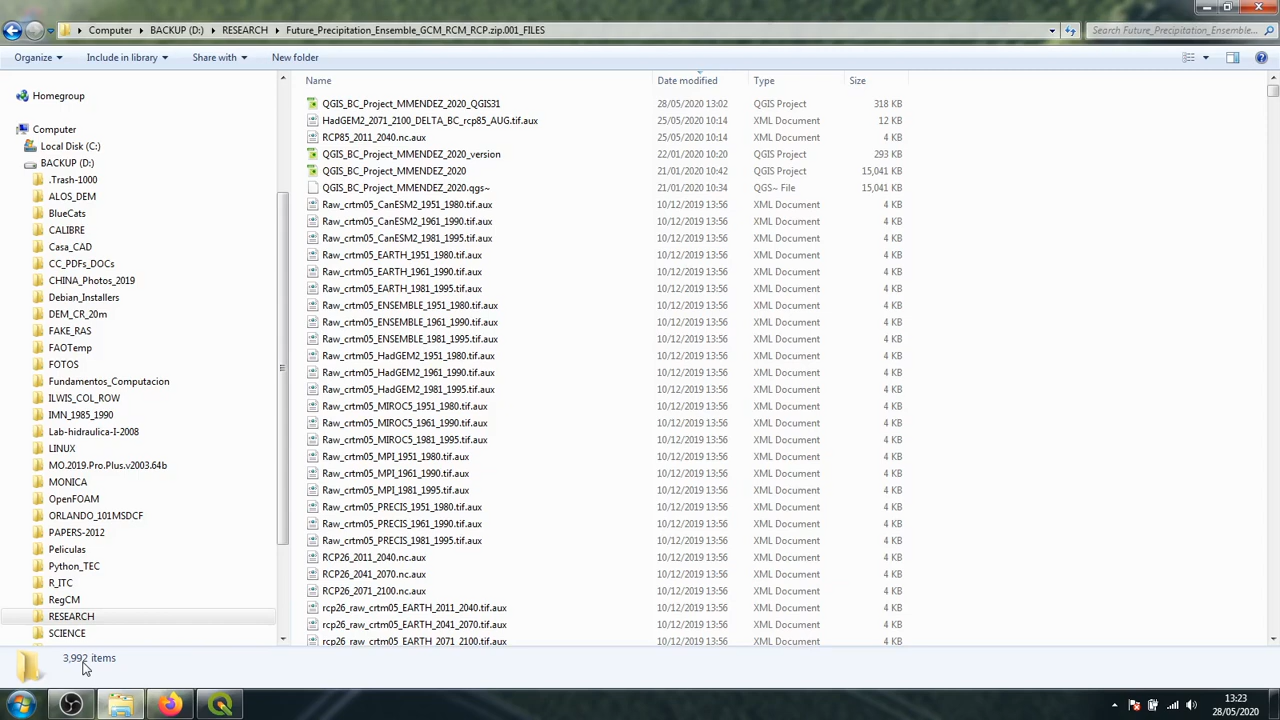 Computer BACKUP (D:) RESEARCH Future_Precipitation_Ensemble_GCM_RCM_RCP.zip.001_FILES Search Future_Precipitation_Ensemble...
Organize Include in library Share with New folder
Name Date modified Type Size
Homegroup
Computer
Local Disk (C:)
BACKUP (D:)
.Trash-1000
ALOS_DEM
BlueCats
CALIBRE
Casa_CAD
CC_PDFs_DOCs
CHINA_Photos_2019
Debian_Installers
DEM_CR_20m
FAKE_RAS
FAOTemp
FOTOS
Fundamentos_Computacion
ILWIS_COL_ROW
IMN_1985_1990
Lab-hidraulica-I-2008
LINUX
MO.2019.Pro.Plus.v2003.64b
MONICA
OpenFOAM
ORLANDO_101MSDCF
PAPERS-2012
Peliculas
Python_TEC
R_ITC
RegCM
RESEARCH
SCIENCE
QGIS_BC_Project_MMENDEZ_2020_QGIS31 28/05/2020 13:02 QGIS Project 318 KB
HadGEM2_2071_2100_DELTA_BC_rcp85_AUG.tif.aux 25/05/2020 10:14 XML Document 12 KB
RCP85_2011_2040.nc.aux 25/05/2020 10:14 XML Document 4 KB
QGIS_BC_Project_MMENDEZ_2020_version 22/01/2020 10:20 QGIS Project 293 KB
QGIS_BC_Project_MMENDEZ_2020 21/01/2020 10:42 QGIS Project 15,041 KB
QGIS_BC_Project_MMENDEZ_2020.qgs~ 21/01/2020 10:34 QGS~ File 15,041 KB
Raw_crtm05_CanESM2_1951_1980.tif.aux 10/12/2019 13:56 XML Document 4 KB
Raw_crtm05_CanESM2_1961_1990.tif.aux 10/12/2019 13:56 XML Document 4 KB
Raw_crtm05_CanESM2_1981_1995.tif.aux 10/12/2019 13:56 XML Document 4 KB
Raw_crtm05_EARTH_1951_1980.tif.aux 10/12/2019 13:56 XML Document 4 KB
Raw_crtm05_EARTH_1961_1990.tif.aux 10/12/2019 13:56 XML Document 4 KB
Raw_crtm05_EARTH_1981_1995.tif.aux 10/12/2019 13:56 XML Document 4 KB
Raw_crtm05_ENSEMBLE_1951_1980.tif.aux 10/12/2019 13:56 XML Document 4 KB
Raw_crtm05_ENSEMBLE_1961_1990.tif.aux 10/12/2019 13:56 XML Document 4 KB
Raw_crtm05_ENSEMBLE_1981_1995.tif.aux 10/12/2019 13:56 XML Document 4 KB
Raw_crtm05_HadGEM2_1951_1980.tif.aux 10/12/2019 13:56 XML Document 4 KB
Raw_crtm05_HadGEM2_1961_1990.tif.aux 10/12/2019 13:56 XML Document 4 KB
Raw_crtm05_HadGEM2_1981_1995.tif.aux 10/12/2019 13:56 XML Document 4 KB
Raw_crtm05_MIROC5_1951_1980.tif.aux 10/12/2019 13:56 XML Document 4 KB
Raw_crtm05_MIROC5_1961_1990.tif.aux 10/12/2019 13:56 XML Document 4 KB
Raw_crtm05_MIROC5_1981_1995.tif.aux 10/12/2019 13:56 XML Document 4 KB
Raw_crtm05_MPI_1951_1980.tif.aux 10/12/2019 13:56 XML Document 4 KB
Raw_crtm05_MPI_1961_1990.tif.aux 10/12/2019 13:56 XML Document 4 KB
Raw_crtm05_MPI_1981_1995.tif.aux 10/12/2019 13:56 XML Document 4 KB
Raw_crtm05_PRECIS_1951_1980.tif.aux 10/12/2019 13:56 XML Document 4 KB
Raw_crtm05_PRECIS_1961_1990.tif.aux 10/12/2019 13:56 XML Document 4 KB
Raw_crtm05_PRECIS_1981_1995.tif.aux 10/12/2019 13:56 XML Document 4 KB
RCP26_2011_2040.nc.aux 10/12/2019 13:56 XML Document 4 KB
RCP26_2041_2070.nc.aux 10/12/2019 13:56 XML Document 4 KB
RCP26_2071_2100.nc.aux 10/12/2019 13:56 XML Document 4 KB
rcp26_raw_crtm05_EARTH_2011_2040.tif.aux 10/12/2019 13:56 XML Document 4 KB
rcp26_raw_crtm05_EARTH_2041_2070.tif.aux 10/12/2019 13:56 XML Document 4 KB
rcp26_raw_crtm05_EARTH_2071_2100.tif.aux 10/12/2019 13:56 XML Document 4 KB
3,992 items
13:23
28/05/2020